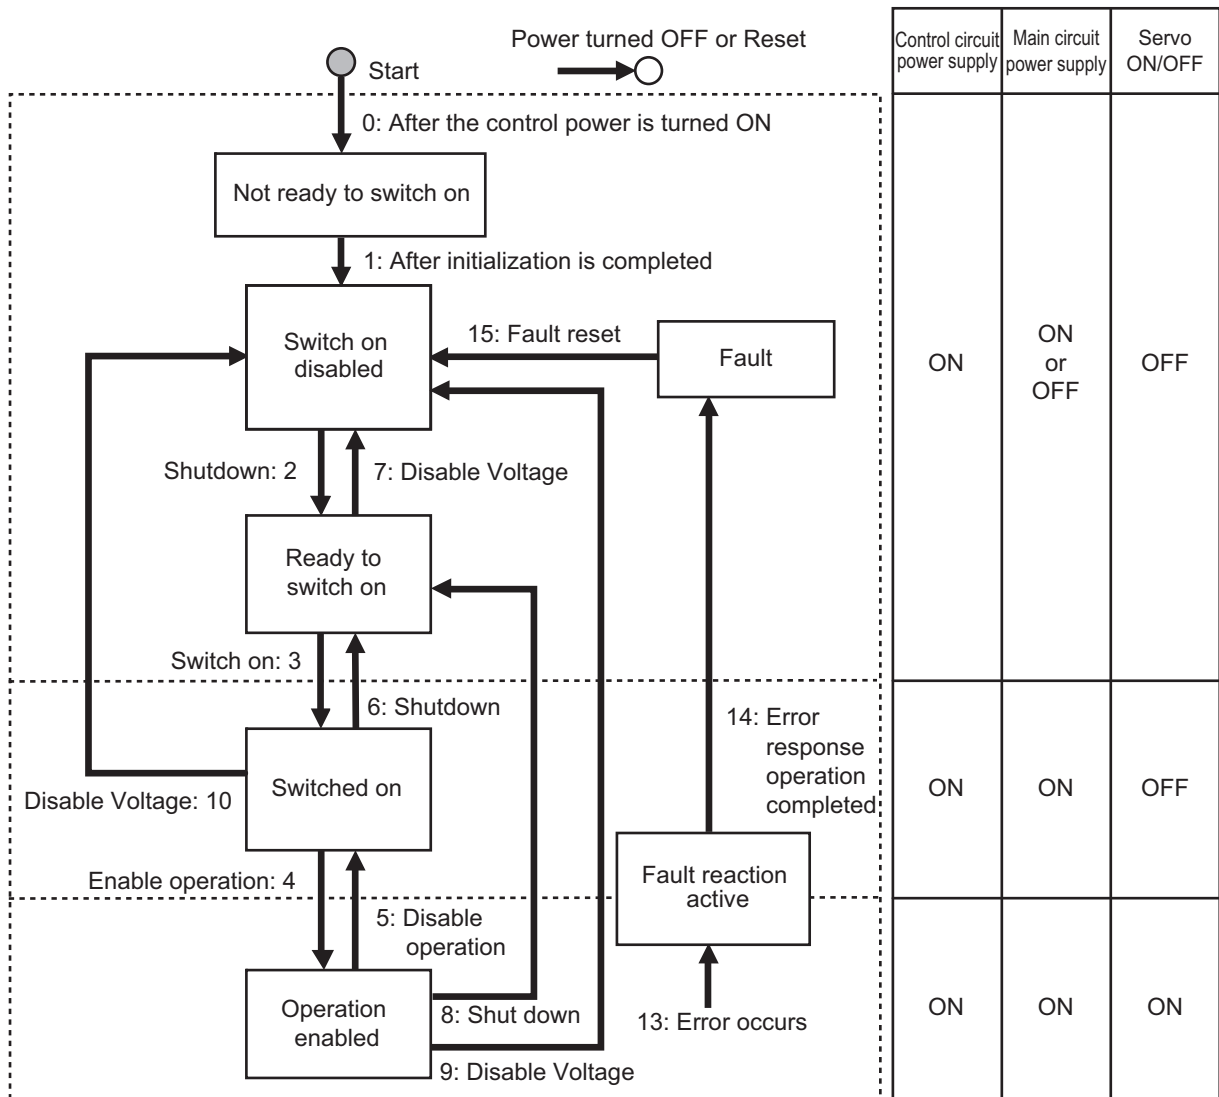 Power turned OFF or Reset
Start
Control circuit
power supply
Main circuit
power supply
Servo
ON/OFF
0: After the control power is turned ON
Not ready to switch on
1: After initialization is completed
Switch on
disabled
15: Fault reset
Fault
ON
ON
or
OFF
OFF
Shutdown: 2
7: Disable Voltage
Ready to
switch on
Switch on: 3
6: Shutdown
14: Error
response
operation
completed
Switched on
Disable Voltage: 10
ON
ON
OFF
Enable operation: 4
Fault reaction
active
5: Disable
operation
Operation
enabled
8: Shut down
13: Error occurs
9: Disable Voltage
ON
ON
ON